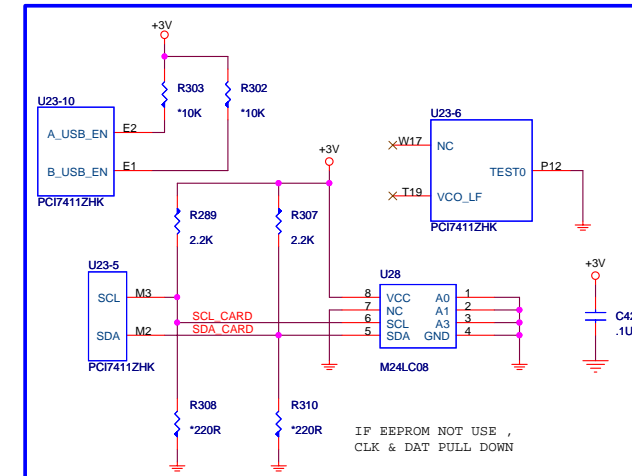 +3V
R303
*10K
R302
*10K
U23-10
A_USB_EN
E2
B_USB_EN
E1
PCI7411ZHK
U23-6
W17
NC
TEST0
P12
T19
VCO_LF
PCI7411ZHK
+3V
R289
2.2K
R307
2.2K
U23-5
SCL
M3
SDA
M2
PCI7411ZHK
SCL_CARD
SDA_CARD
U28
8
VCC
A0
1
7
NC
A1
2
6
SCL
A3
3
5
SDA
GND
4
M24LC08
+3V
.1U
R308
*220R
R310
*220R
IF EEPROM NOT USE ,
CLK & DAT PULL DOWN